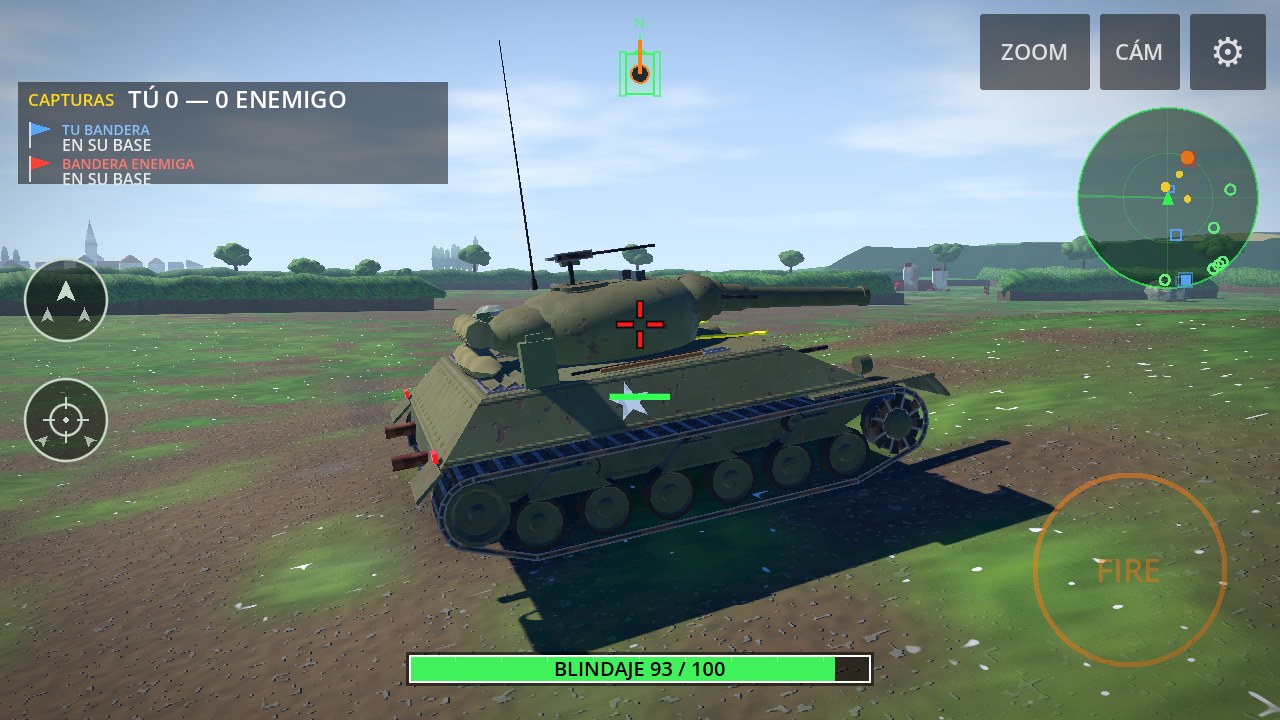 N
ZOOM
CÁM
CAPTURAS TÚ 0 — 0 ENEMIGO
TU BANDERA
EN SU BASE
BANDERA ENEMIGA
EN SU BASE
FIRE
BLINDAJE 93 / 100